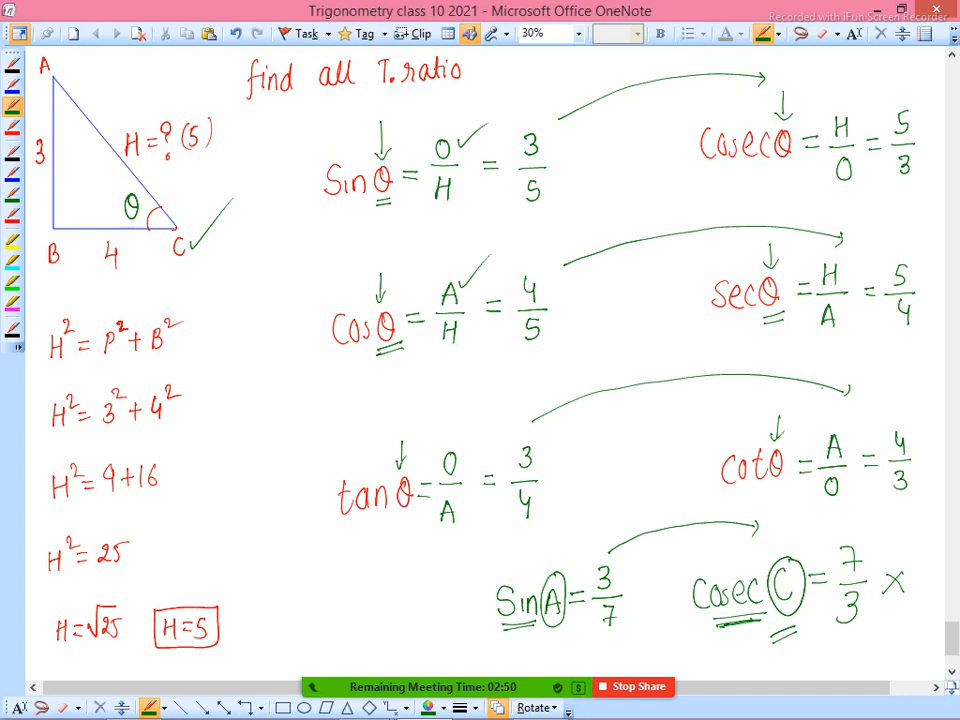 Trigonometry class 10 2021 - Microsoft Office OneNote
Recorded with iFun Screen Recorder
Task
Tag
Clip
30%
B
A
find all T.ratio
H = ? (5)
3
θ
B 4 C
Sinθ = O/H = 3/5
Cosecθ = H/O = 5/3
Cosθ = A/H = 4/5
Secθ = H/A = 5/4
tanθ = O/A = 3/4
Cotθ = A/O = 4/3
SinA = 3/7
Cosec C = 7/3 ×
H² = P² + B²
H² = 3² + 4²
H² = 9+16
H² = 25
H = √25 H = 5
Remaining Meeting Time: 02:50
Stop Share
Rotate